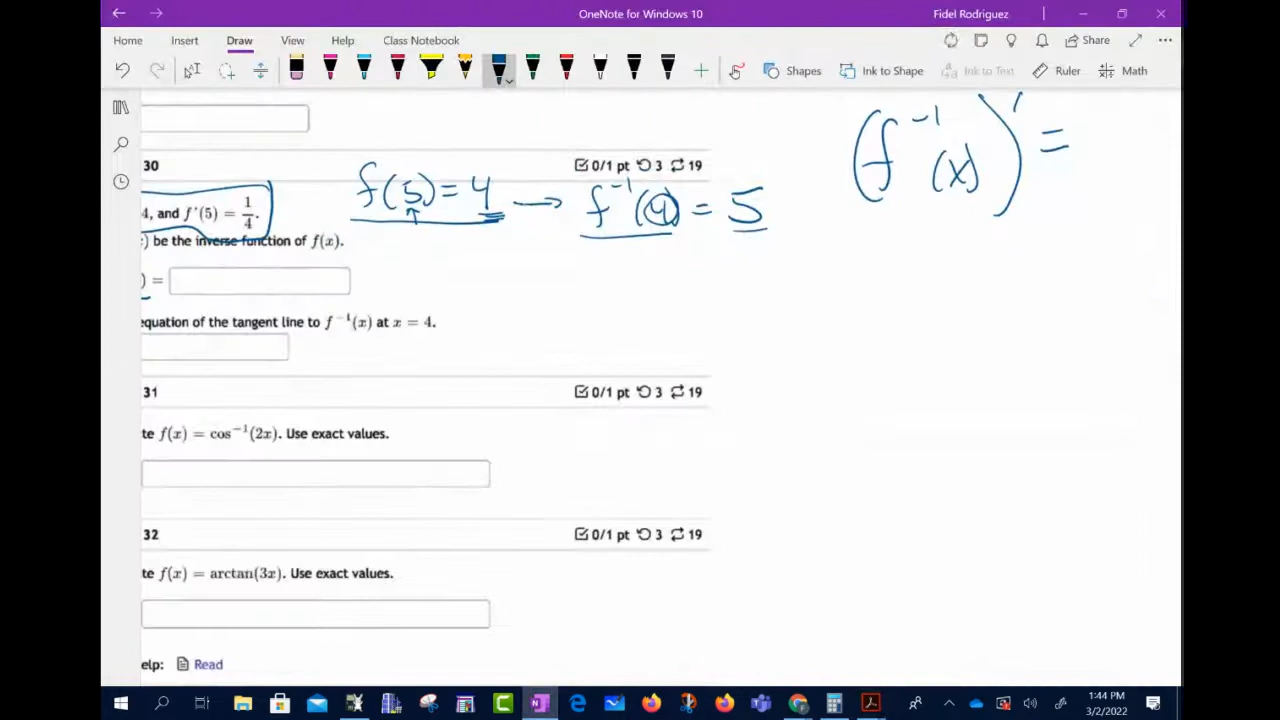 OneNote for Windows 10
Fidel Rodriguez
Home Insert Draw View Help Class Notebook
Share
Shapes Ink to Shape Ink to Text Ruler Math
(f⁻¹(x))' =
30 0/1 pt 3 19
f(5) = 4 → f⁻¹(4) = 5
4, and f'(5) = 1/4.
) be the inverse function of f(x).
) =
equation of the tangent line to f⁻¹(x) at x = 4.
31 0/1 pt 3 19
te f(x) = cos⁻¹(2x). Use exact values.
32 0/1 pt 3 19
te f(x) = arctan(3x). Use exact values.
elp: Read
1:44 PM
3/2/2022